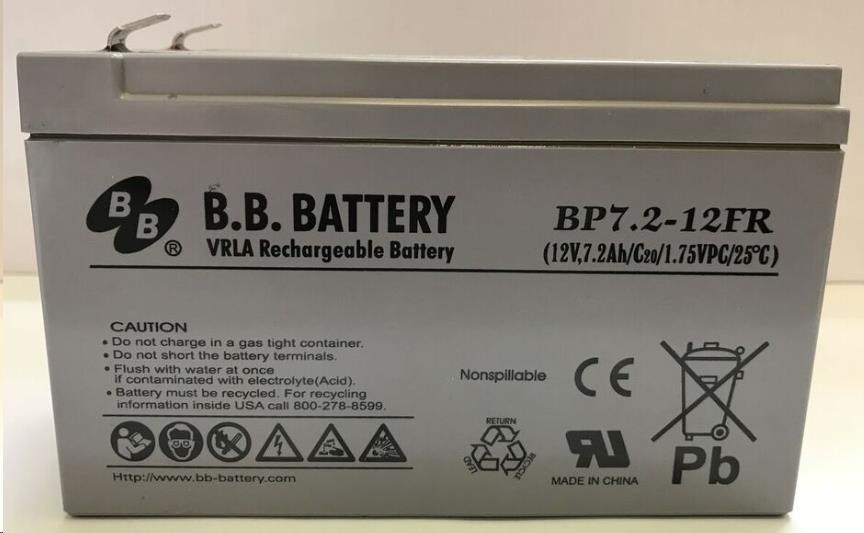 BB ®
B.B. BATTERY
VRLA Rechargeable Battery
BP7.2-12FR
(12V,7.2Ah/C20/1.75VPC/25°C)
CAUTION
• Do not charge in a gas tight container.
• Do not short the battery terminals.
• Flush with water at once
if contaminated with electrolyte(Acid).
• Battery must be recycled. For recycling
information inside USA call 800-278-8599.
Http://www.bb-battery.com
Nonspillable
CE
RETURN
LEAD
RECYCLE
RU
MADE IN CHINA
Pb